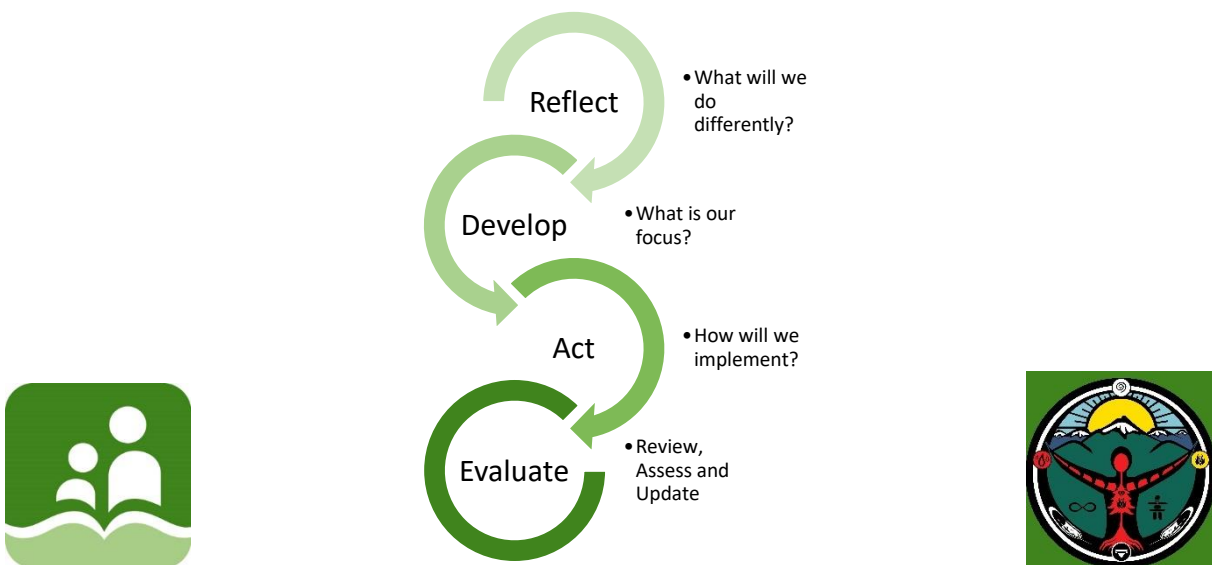 Reflect
•What will we
do
differently?
Develop
•What is our
focus?
Act
•How will we
implement?
Evaluate
•Review,
Assess and
Update